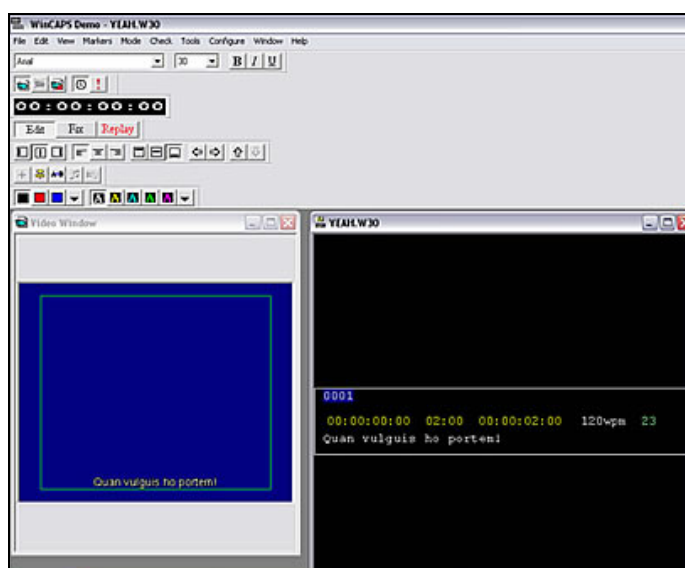 WinCAPS Demo - YEAH.W30
File Edit View Markers Mode Check Tools Configure Window Help
Arial 30 B I U
00:00:00:00
Edit Fix Replay
Video Window
YEAH.W30
0001
00:00:00:00 02:00 00:00:02:00 120wpm 23
Quan vulguis ho portem!
Quan vulguis ho portem!